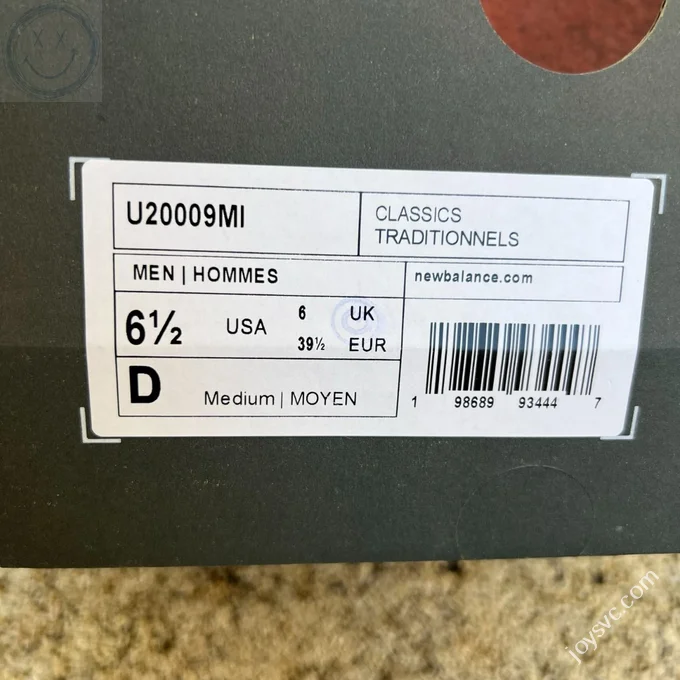 U20009MI
CLASSICS
TRADITIONNELS
MEN | HOMMES
newbalance.com
6½ USA
6 UK
39½ EUR
D Medium | MOYEN
1 98689 93444 7
joysvc.com